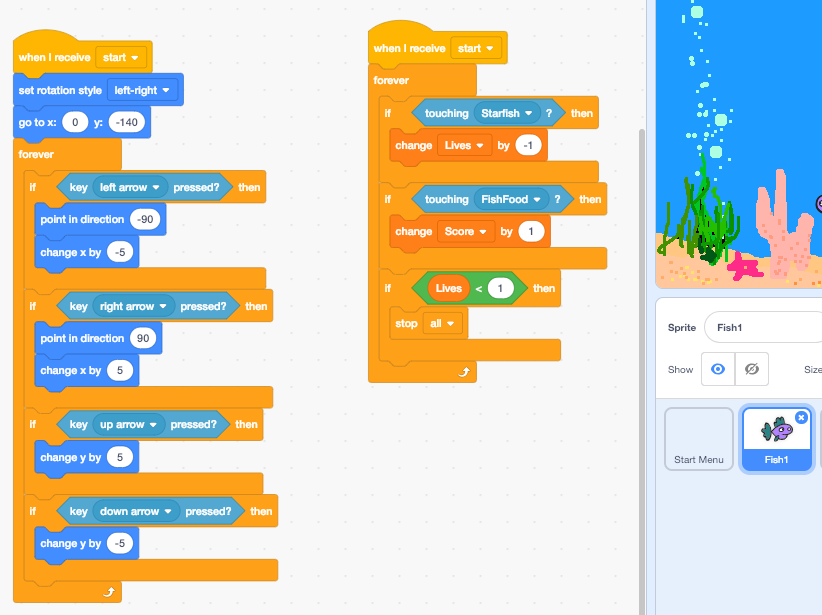 when I receive start
set rotation style left-right
go to x: 0 y: -140
forever
if key left arrow pressed? then
point in direction -90
change x by -5
if key right arrow pressed? then
point in direction 90
change x by 5
if key up arrow pressed? then
change y by 5
if key down arrow pressed? then
change y by -5
when I receive start
forever
if touching Starfish ? then
change Lives by -1
if touching FishFood ? then
change Score by 1
if Lives < 1 then
stop all
Sprite Fish1
Show Size
Start Menu
Fish1